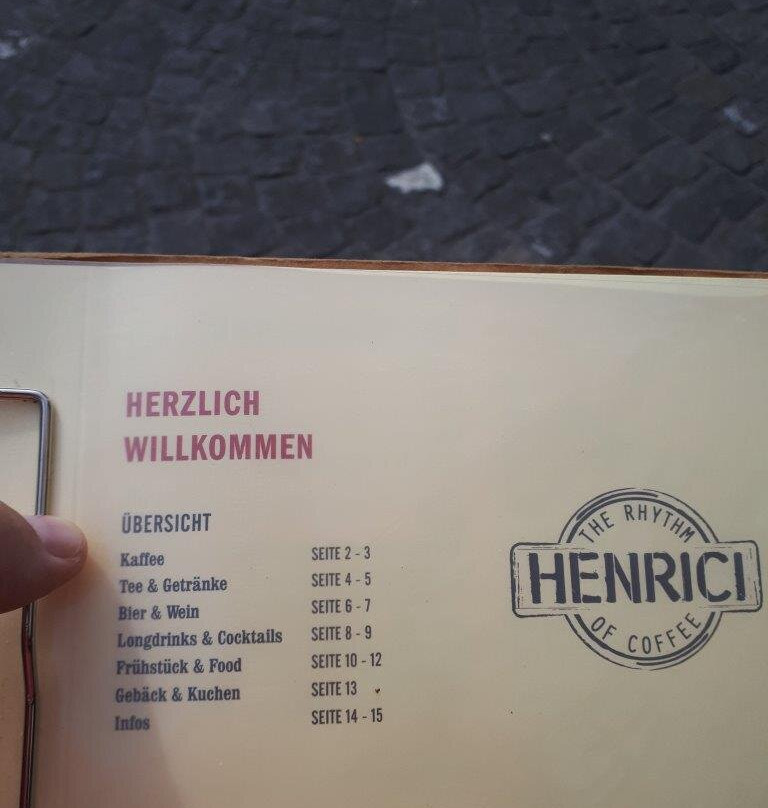 HERZLICH
WILLKOMMEN
ÜBERSICHT
Kaffee SEITE 2 - 3
Tee & Getränke SEITE 4 - 5
Bier & Wein SEITE 6 - 7
Longdrinks & Cocktails SEITE 8 - 9
Frühstück & Food SEITE 10 - 12
Gebäck & Kuchen SEITE 13
Infos SEITE 14 - 15
THE RHYTHM
HENRICI
OF COFFEE